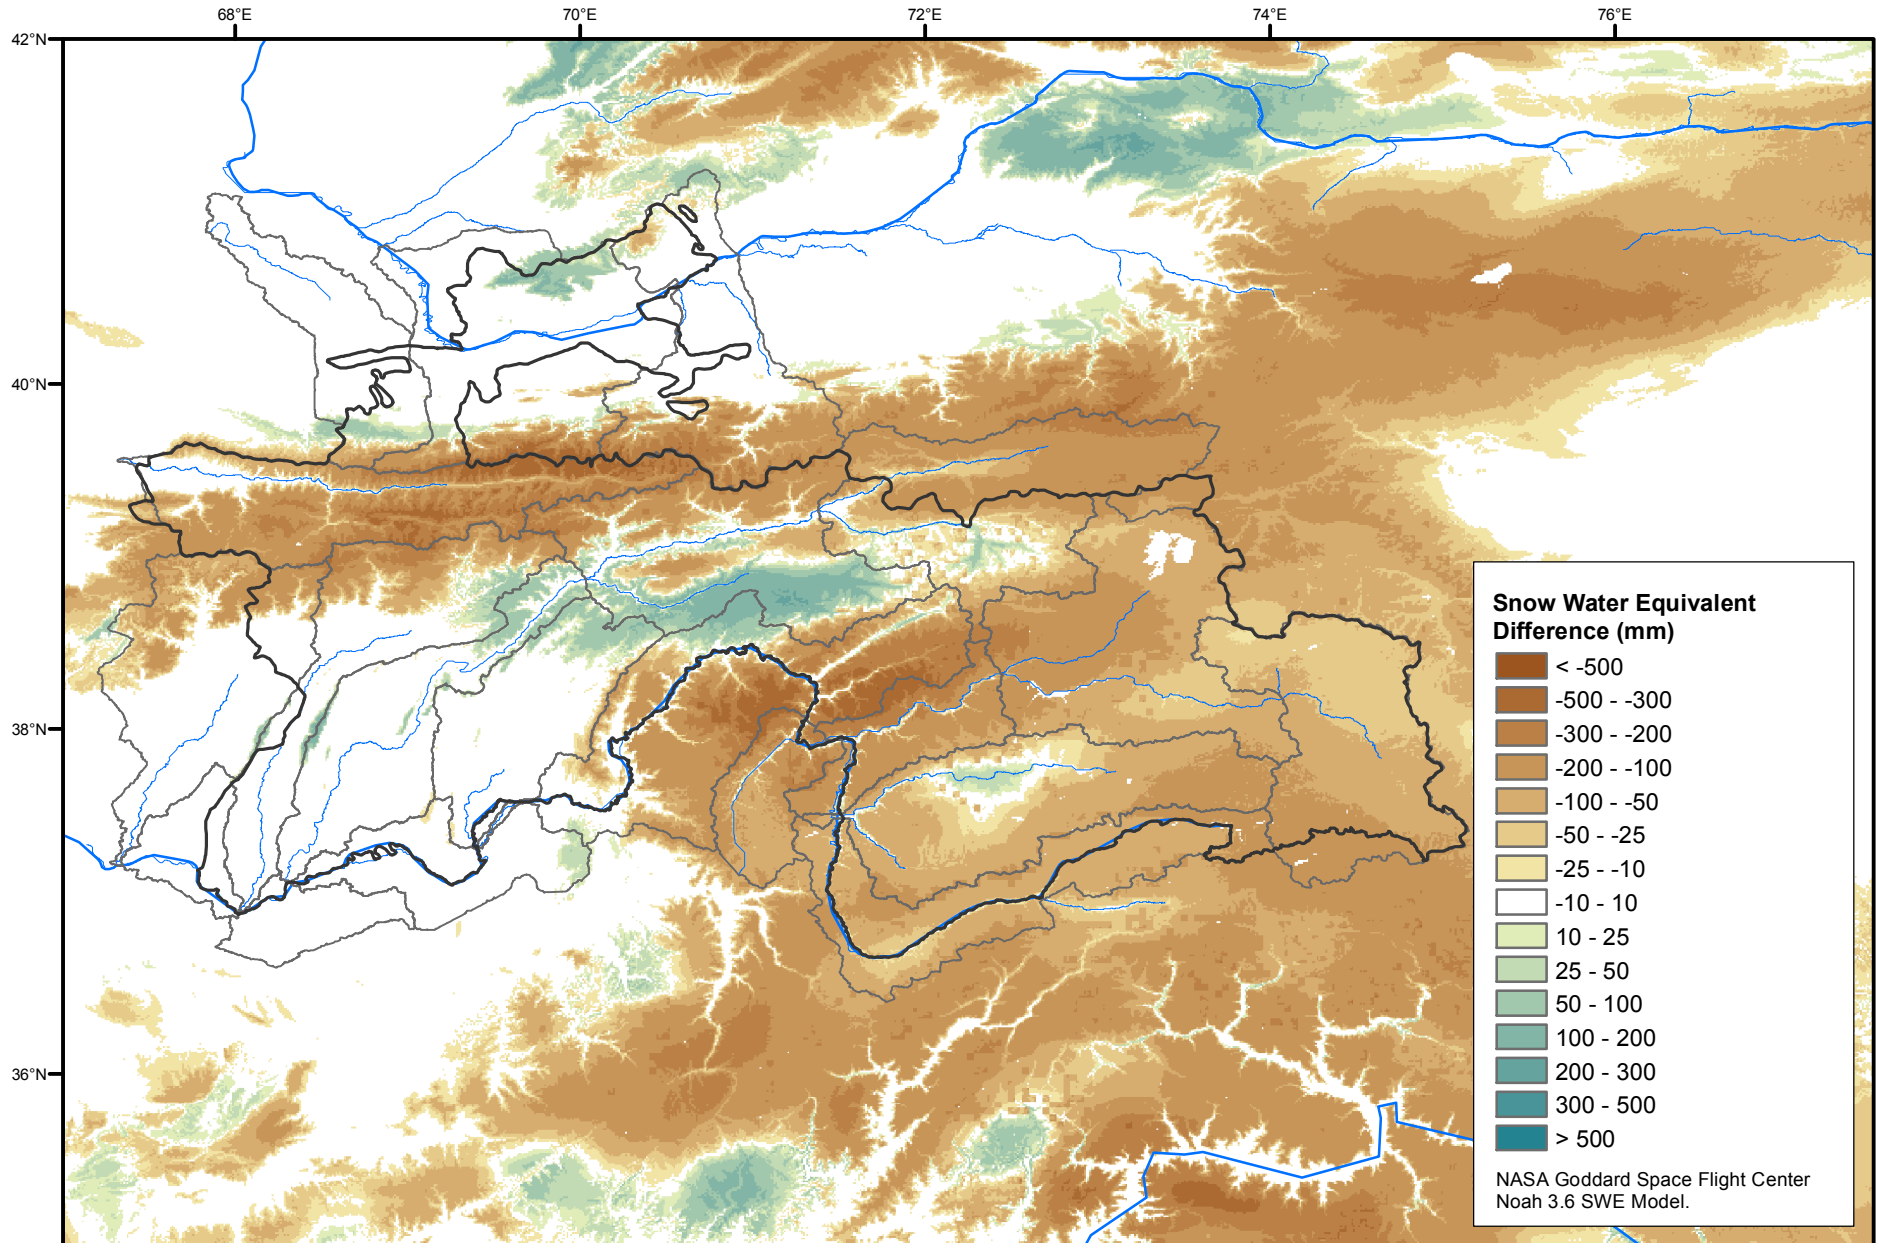 68°E
70°E
72°E
74°E
76°E
42°N
40°N
38°N
36°N
Snow Water Equivalent
Difference (mm)
< -500
-500 - -300
-300 - -200
-200 - -100
-100 - -50
-50 - -25
-25 - -10
-10 - 10
10 - 25
25 - 50
50 - 100
100 - 200
200 - 300
300 - 500
> 500
NASA Goddard Space Flight Center
Noah 3.6 SWE Model.